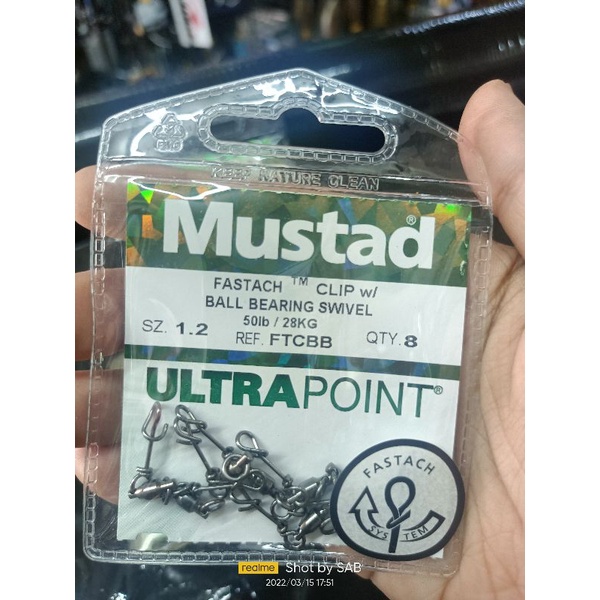 KEEP NATURE CLEAN
Mustad®
FASTACH ™ CLIP w/
BALL BEARING SWIVEL
50lb / 28KG
SZ. 1.2 REF. FTCBB QTY. 8
ULTRAPOINT®
FASTACH
SYSTEM
realme Shot by SAB
2022/03/15 17:51